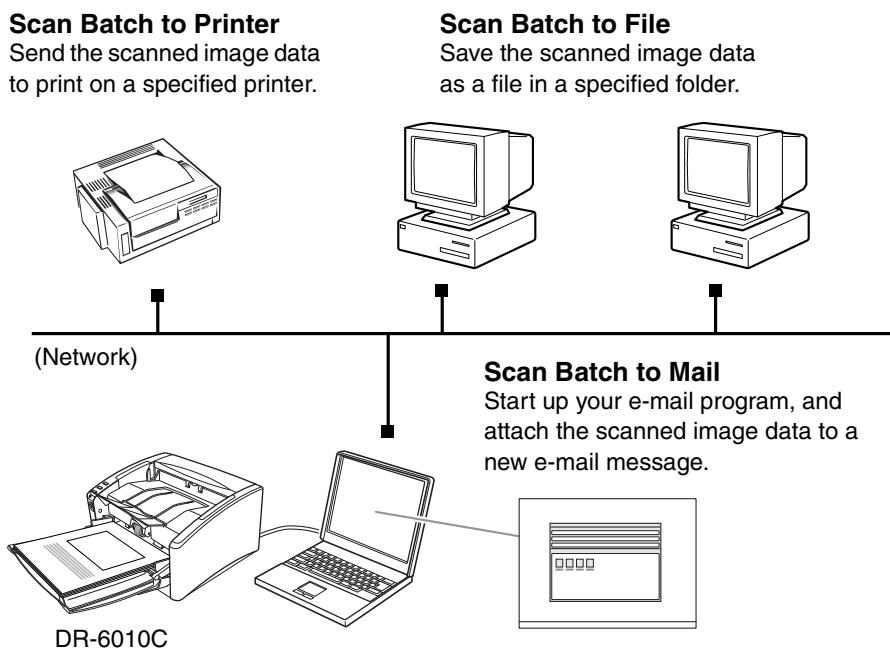 Scan Batch to Printer
Send the scanned image data
to print on a specified printer.
Scan Batch to File
Save the scanned image data
as a file in a specified folder.
(Network)
Scan Batch to Mail
Start up your e-mail program, and
attach the scanned image data to a
new e-mail message.
DR-6010C